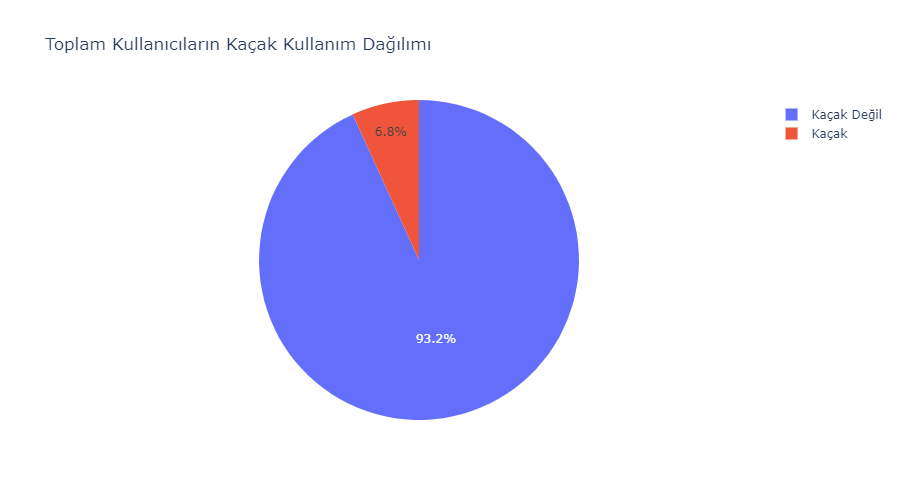 Toplam Kullanıcıların Kaçak Kullanım Dağılımı
Kaçak Değil
Kaçak
6.8%
93.2%